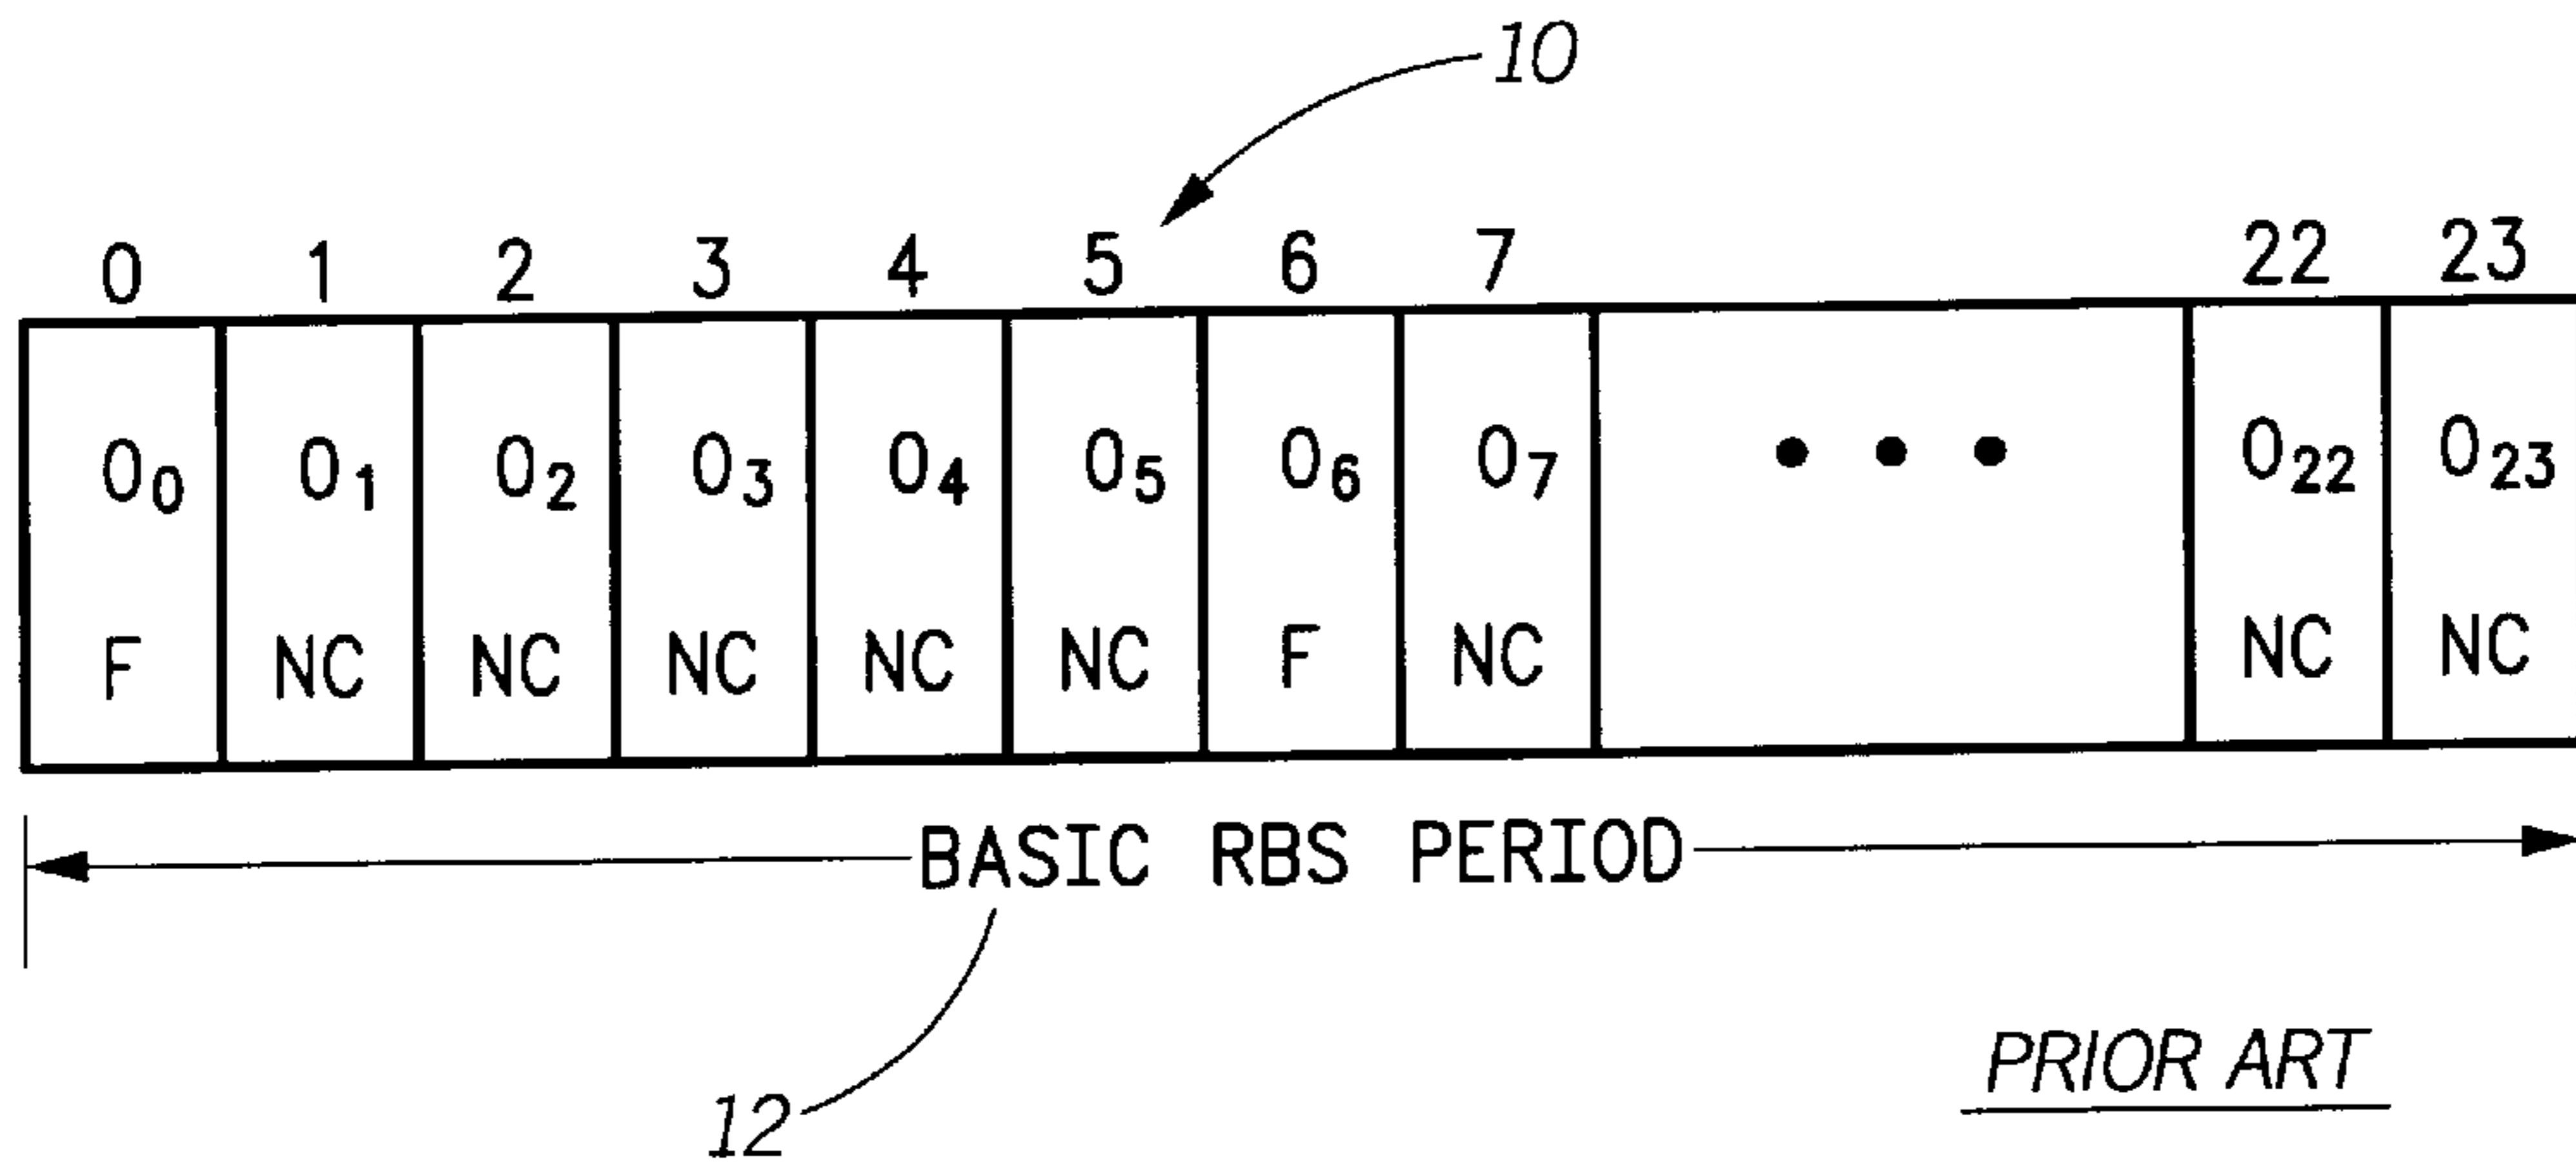 10
0 1 2 3 4 5 6 7 22 23
O₀ O₁ O₂ O₃ O₄ O₅ O₆ O₇ • • • O₂₂ O₂₃
F NC NC NC NC NC F NC NC NC
BASIC RBS PERIOD
12
PRIOR ART